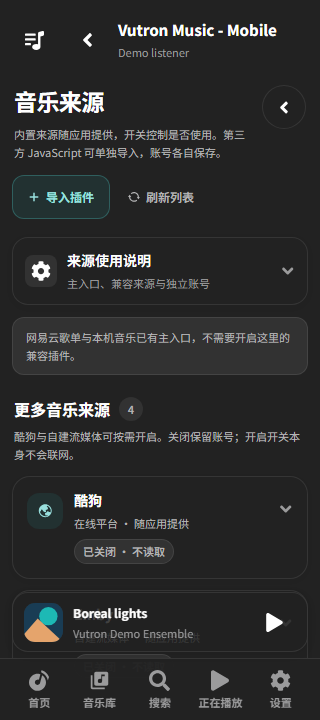 Vutron Music - Mobile
Demo listener
音乐来源
内置来源随应用提供，开关控制是否使用。第三
方 JavaScript 可单独导入，账号各自保存。
导入插件
刷新列表
来源使用说明
主入口、兼容来源与独立账号
网易云歌单与本机音乐已有主入口，不需要开启这里的
兼容插件。
更多音乐来源 4
酷狗与自建流媒体可按需开启。关闭保留账号；开启开关本
身不会联网。
酷狗
在线平台 • 随应用提供
已关闭 • 不读取
Boreal lights
Vutron Demo Ensemble
首页
音乐库
搜索
正在播放
设置